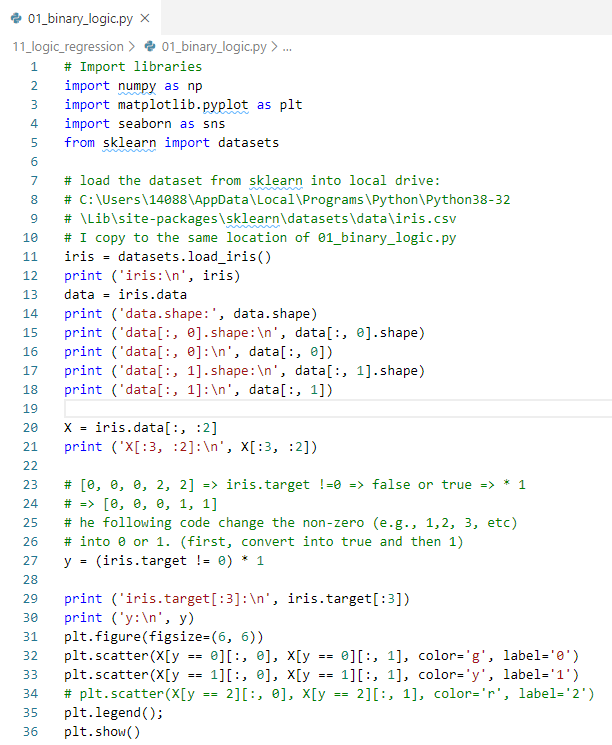 01_binary_logic.py ×
11_logic_regression > 01_binary_logic.py > ...
1 # Import libraries
2 import numpy as np
3 import matplotlib.pyplot as plt
4 import seaborn as sns
5 from sklearn import datasets
6
7 # load the dataset from sklearn into local drive:
8 # C:\Users\14088\AppData\Local\Programs\Python\Python38-32
9 # \Lib\site-packages\sklearn\datasets\data\iris.csv
10 # I copy to the same location of 01_binary_logic.py
11 iris = datasets.load_iris()
12 print ('iris:\n', iris)
13 data = iris.data
14 print ('data.shape:', data.shape)
15 print ('data[:, 0].shape:\n', data[:, 0].shape)
16 print ('data[:, 0]:\n', data[:, 0])
17 print ('data[:, 1].shape:\n', data[:, 1].shape)
18 print ('data[:, 1]:\n', data[:, 1])
19
20 X = iris.data[:, :2]
21 print ('X[:3, :2]:\n', X[:3, :2])
22
23 # [0, 0, 0, 2, 2] => iris.target !=0 => false or true => * 1
24 # => [0, 0, 0, 1, 1]
25 # he following code change the non-zero (e.g., 1,2, 3, etc)
26 # into 0 or 1. (first, convert into true and then 1)
27 y = (iris.target != 0) * 1
28
29 print ('iris.target[:3]:\n', iris.target[:3])
30 print ('y:\n', y)
31 plt.figure(figsize=(6, 6))
32 plt.scatter(X[y == 0][:, 0], X[y == 0][:, 1], color='g', label='0')
33 plt.scatter(X[y == 1][:, 0], X[y == 1][:, 1], color='y', label='1')
34 # plt.scatter(X[y == 2][:, 0], X[y == 2][:, 1], color='r', label='2')
35 plt.legend();
36 plt.show()